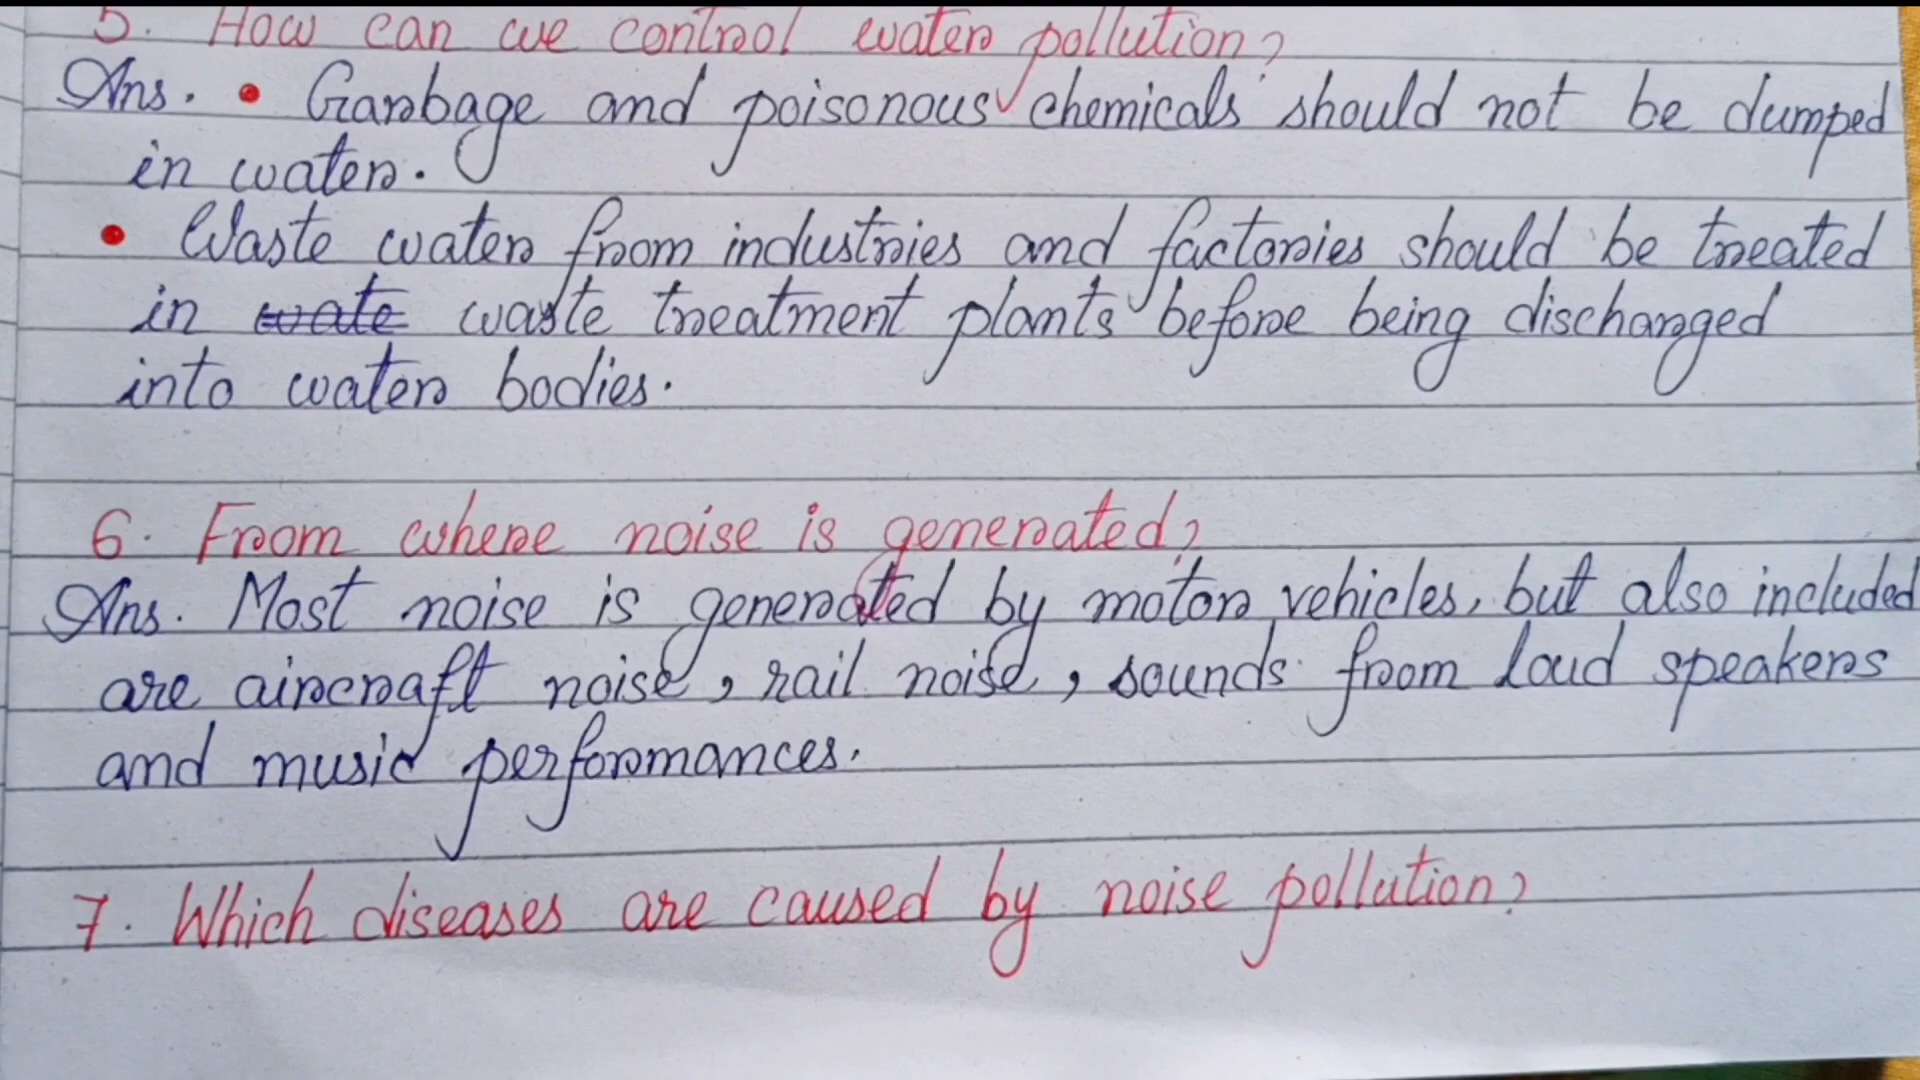 5. How can we control water pollution?
Ans. • Garbage and poisonous chemicals should not be dumped
in water.
• Waste water from industries and factories should be treated
in wate waste treatment plants before being discharged
into water bodies.
6. From where noise is generated?
Ans. Most noise is generated by motor vehicles, but also included
are aircraft noise, rail noise, sounds from loud speakers
and music performances.
7. Which diseases are caused by noise pollution?